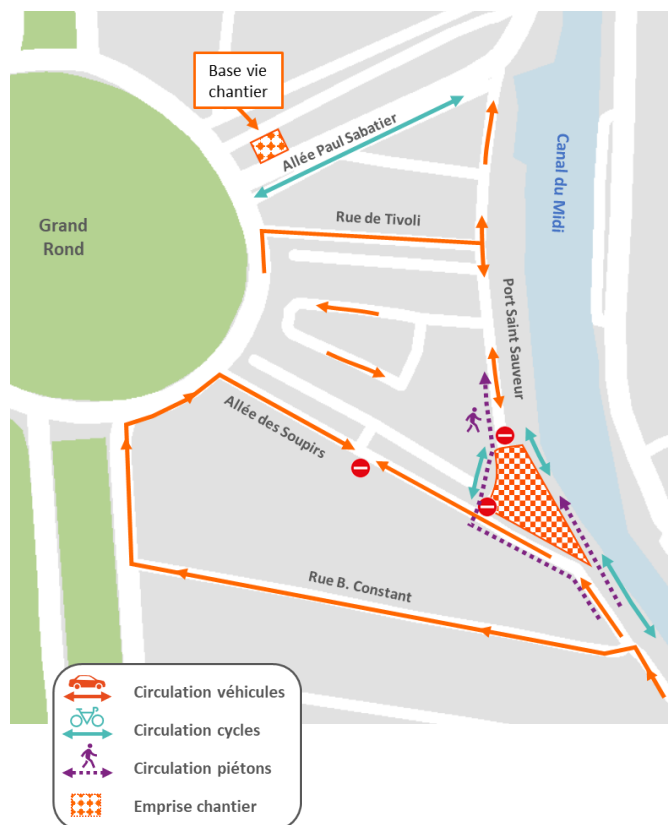 Base vie
chantier
Allée Paul Sabatier
Canal du Midi
Grand
Rond
Rue de Tivoli
Port Saint Sauveur
Allée des Soupirs
Rue B. Constant
Circulation véhicules
Circulation cycles
Circulation piétons
Emprise chantier